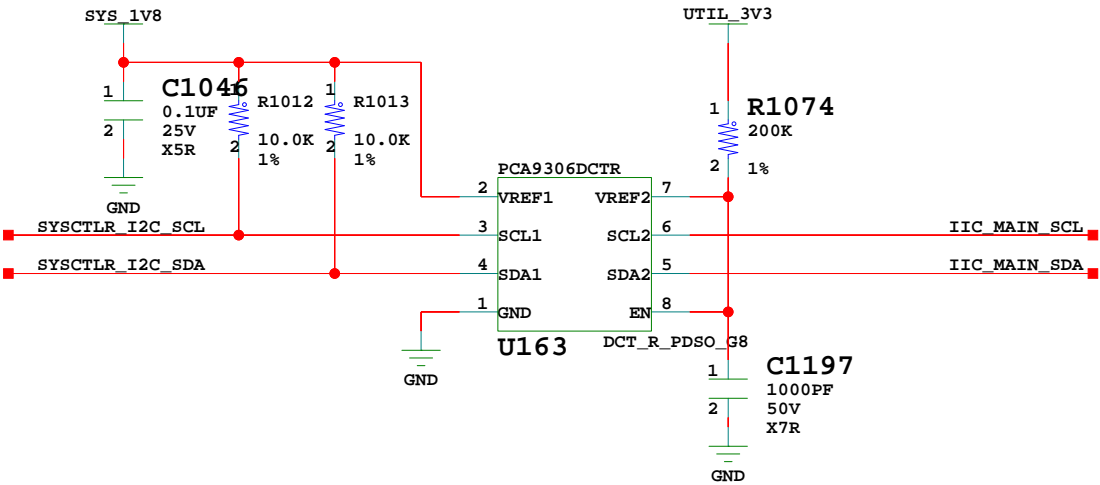 SYS_1V8
UTIL_3V3
1
C1046
0.1UF
2
25V
X5R
GND
1
R1012
10.0K
2
1%
1
R1013
10.0K
2
1%
1
R1074
200K
2
1%
PCA9306DCTR
2
VREF1
VREF2
7
SYSCTLR_I2C_SCL
3
SCL1
SCL2
6
IIC_MAIN_SCL
SYSCTLR_I2C_SDA
4
SDA1
SDA2
5
IIC_MAIN_SDA
1
GND
EN
8
U163
DCT_R_PDSO_G8
GND
1
C1197
1000PF
2
50V
X7R
GND